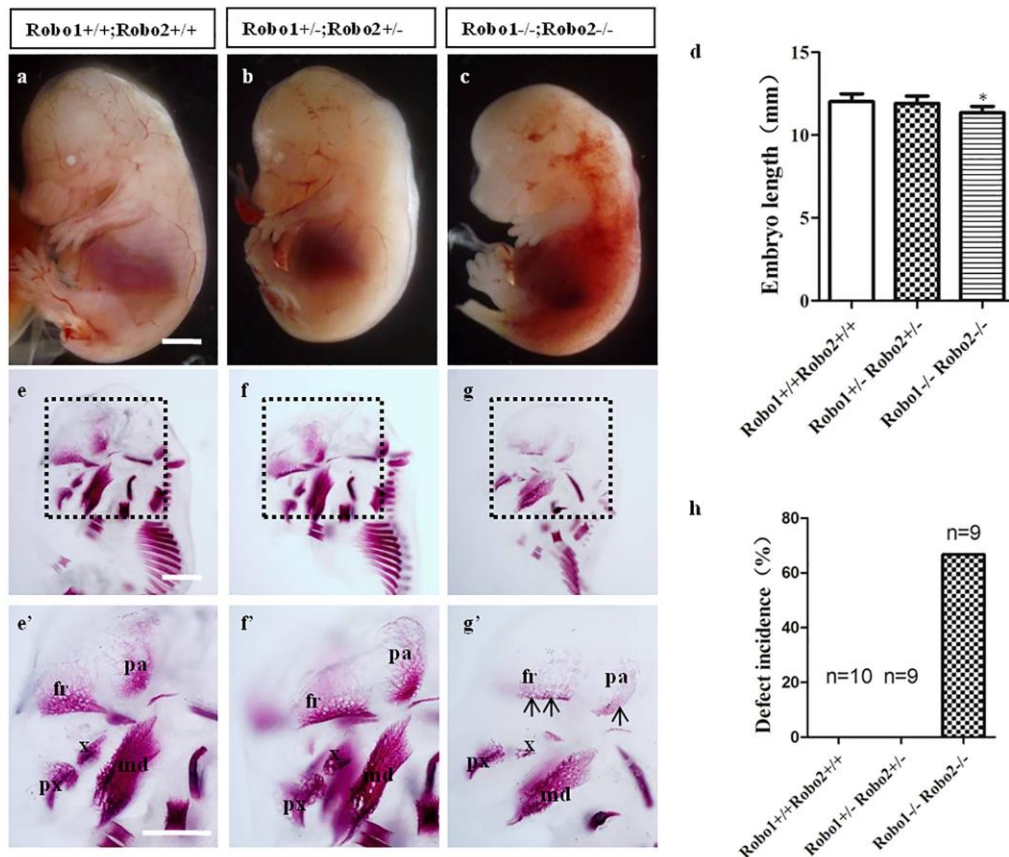 Robo1+/+;Robo2+/+
Robo1+/-;Robo2+/-
Robo1-/-;Robo2-/-
a
b
c
d
Embryo length (mm)
15
10
5
0
*
Robo1+/+Robo2+/+
Robo1+/- Robo2+/-
Robo1-/- Robo2-/-
e
f
g
h
Defect incidence (%)
80
60
40
20
0
n=10
n=9
n=9
Robo1+/+Robo2+/+
Robo1+/- Robo2+/-
Robo1-/- Robo2-/-
e’
pa
fr
x
px
md
f’
pa
fr
x
px
md
g’
fr
pa
x
px
md